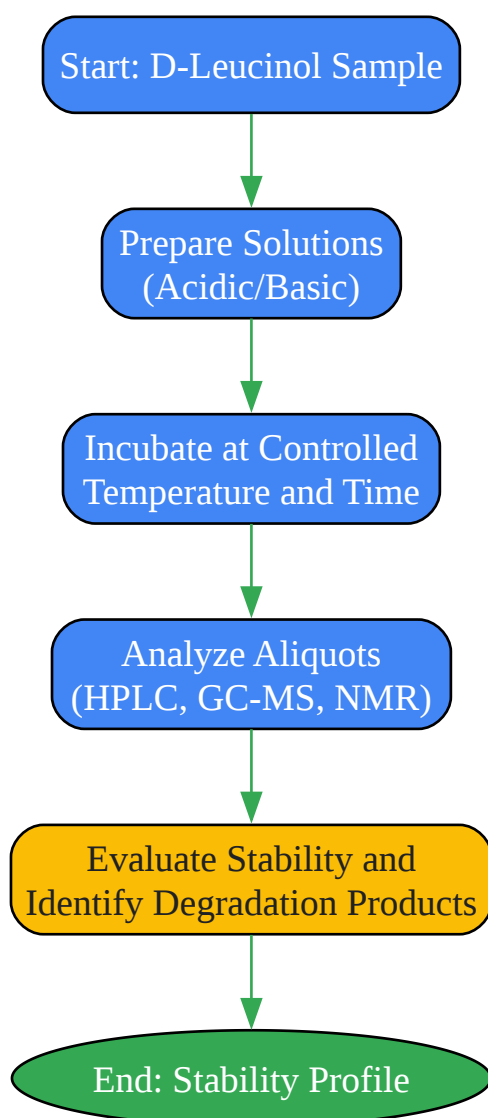 Start: D-Leucinol Sample
Prepare Solutions
(Acidic/Basic)
Incubate at Controlled
Temperature and Time
Analyze Aliquots
(HPLC, GC-MS, NMR)
Evaluate Stability and
Identify Degradation Products
End: Stability Profile